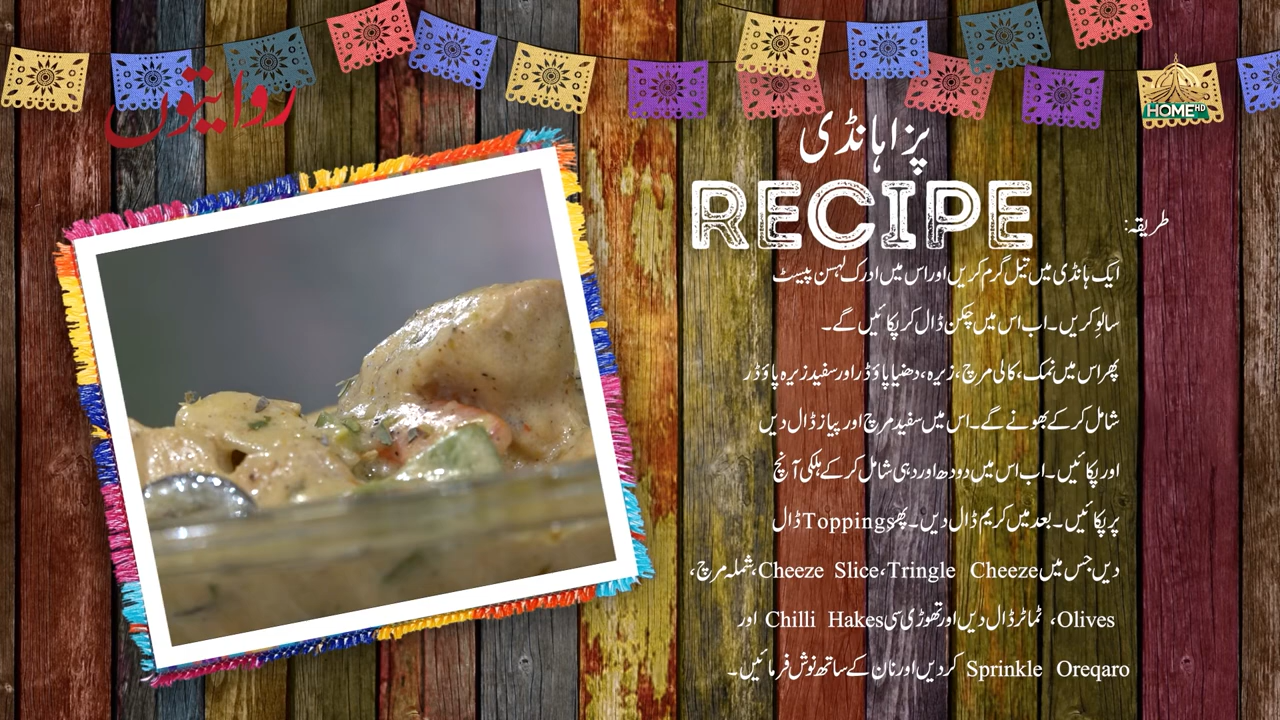 روایتوں
HOME HD
پزا ہانڈی
RECIPE
طریقہ:
ایک ہانڈی میں تیل گرم کریں اور اس میں ادرک لہسن پیسٹ
سالوِ کریں۔ اب اس میں چکن ڈال کر پکائیں گے۔
پھر اس میں نمک، کالی مرچ، زیرہ، دھنیا پاؤڈر اور سفید زیرہ پاؤڈر
شامل کر کے بھونے گے۔ اس میں سفید مرچ اور پیاز ڈال دیں
اور پکائیں۔ اب اس میں دودھ اور دہی شامل کر کے ہلکی آنچ
پر پکائیں۔ بعد میں کریم ڈال دیں۔ پھر Toppings ڈال
دیں جس میں Cheeze Slice، Tringle Cheeze، شملہ مرچ،
Olives، ٹماٹر ڈال دیں اور تھوڑی سی Chilli Hakes اور
Sprinkle Oreqaro کر دیں اور نان کے ساتھ نوش فرمائیں۔